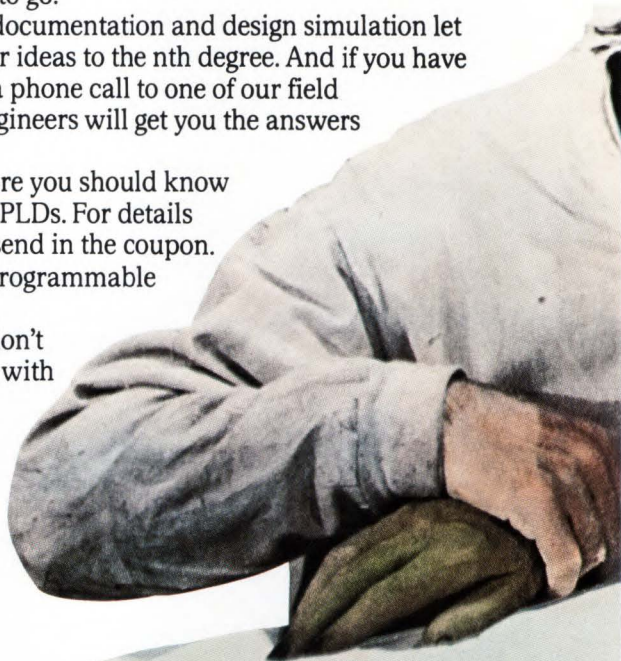 to go.
documentation and design simulation let
r ideas to the nth degree. And if you have
phone call to one of our field
gineers will get you the answers
re you should know
PLDs. For details
end in the coupon.
rogrammable
on't
with